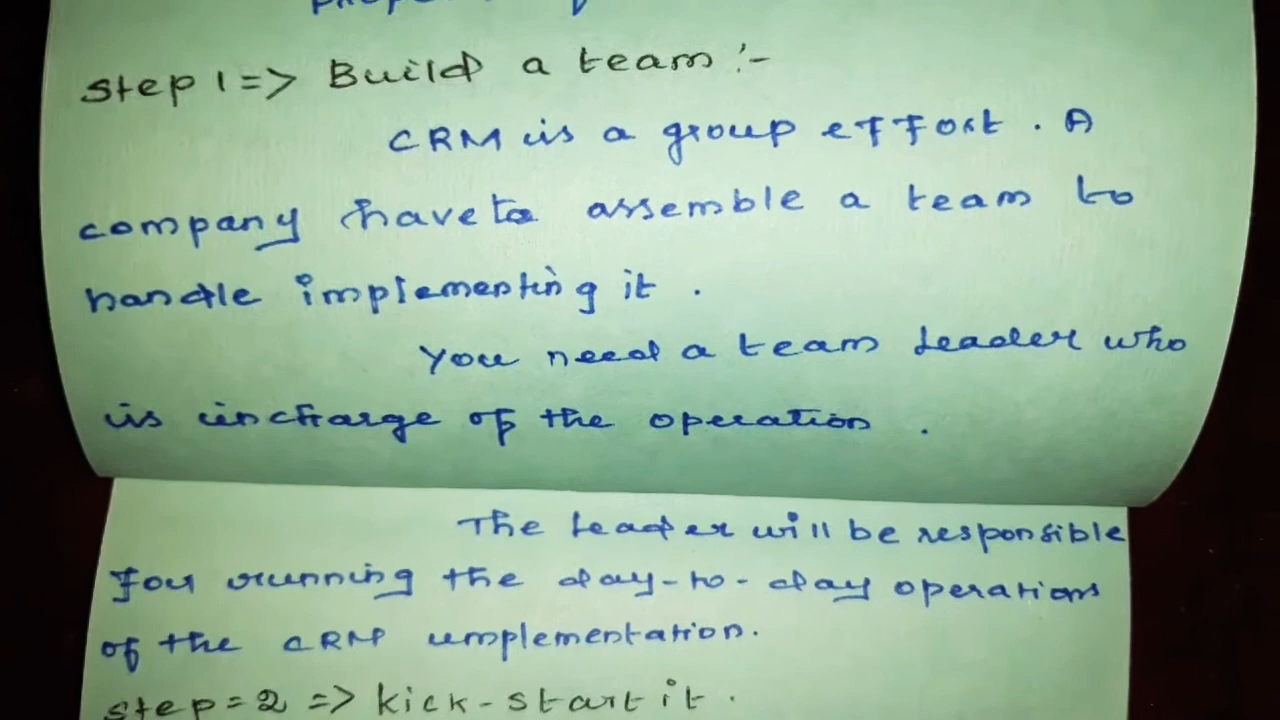 step 1 => Build a team :-
CRM is a group effort. A
company have to assemble a team to
handle implementing it.
You need a team leader who
is incharge of the operation.
The leader will be responsible
for running the day-to-day operations
of the CRM implementation.
step=2 => kick-start it.